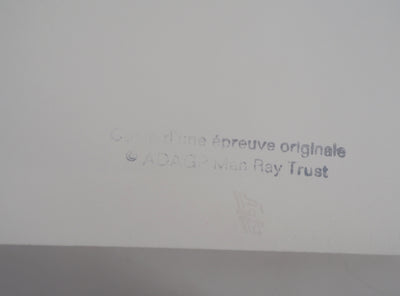 d'une épreuve originale
© ADAGP Man Ray Trust